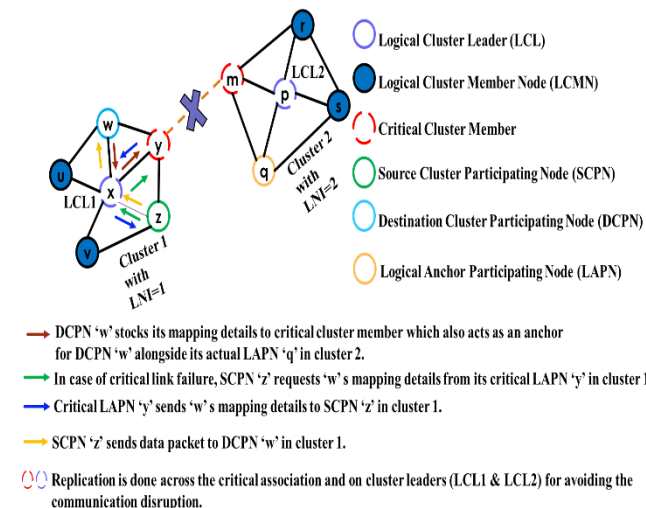 r
Logical Cluster Leader (LCL)
m
LCL2
p
Logical Cluster Member Node (LCMN)
s
w
y
Critical Cluster Member
q
Cluster 2
with
LNI=2
u
x
LCL1
z
Source Cluster Participating Node (SCPN)
Destination Cluster Participating Node (DCPN)
v
Cluster 1
with
LNI=1
Logical Anchor Participating Node (LAPN)
DCPN ‘w’ stocks its mapping details to critical cluster member which also acts as an anchor
for DCPN ‘w’ alongside its actual LAPN ‘q’ in cluster 2.
In case of critical link failure, SCPN ‘z’ requests ‘w’s mapping details from its critical LAPN ‘y’ in cluster 1
Critical LAPN ‘y’ sends ‘w’s mapping details to SCPN ‘z’ in cluster 1.
SCPN ‘z’ sends data packet to DCPN ‘w’ in cluster 1.
Replication is done across the critical association and on cluster leaders (LCL1 & LCL2) for avoiding the
communication disruption.